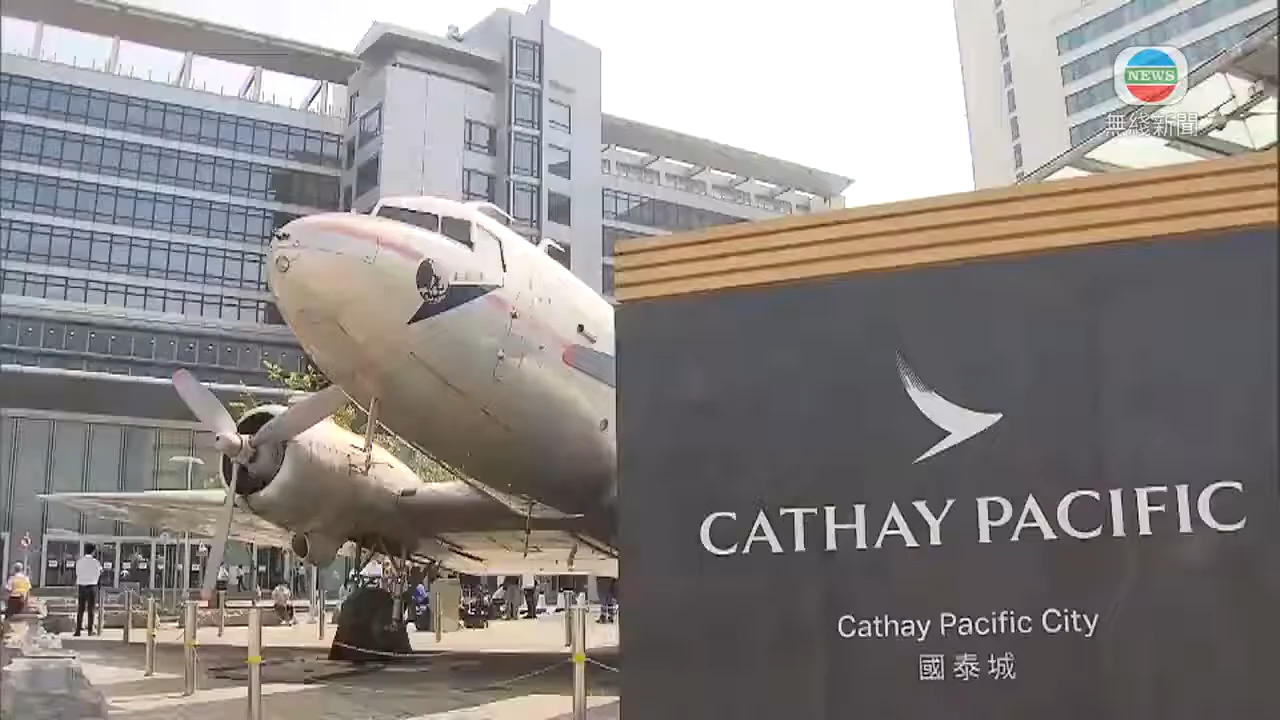 NEWS
無綫新聞
CATHAY PACIFIC
Cathay Pacific City
國泰城